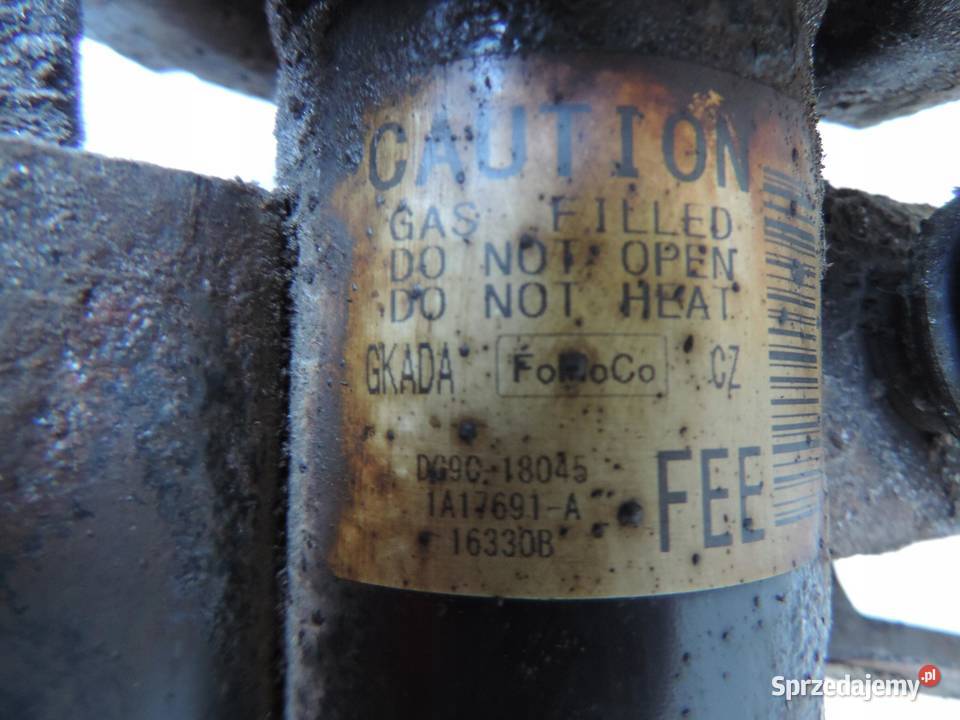 CAUTION
GAS FILLED
DO NOT OPEN
DO NOT HEAT
GKADA FoMoCo CZ
DG9C-18045 FEE
1A17691-A
16330B
Sprzedajemy.pl